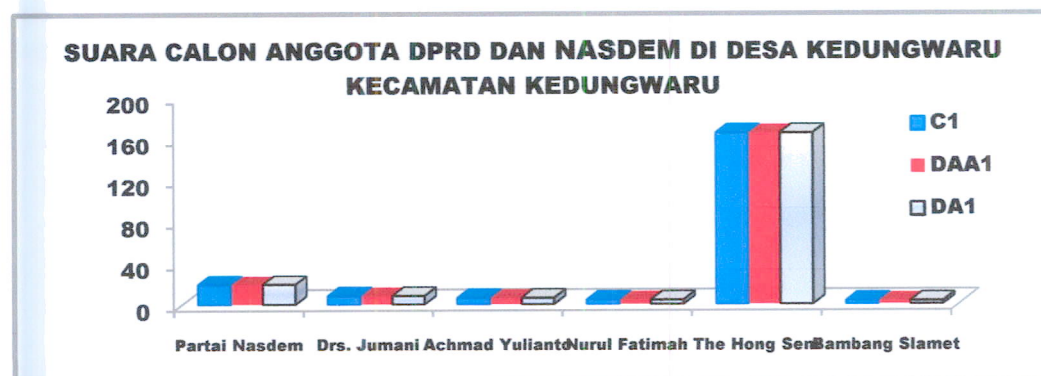 SUARA CALON ANGGOTA DPRD DAN NASDEM DI DESA KEDUNGWARU
KECAMATAN KEDUNGWARU
200
160
120
80
40
0
C1
DAA1
DA1
Partai Nasdem Drs. Jumani Achmad Yulianto Nurul Fatimah The Hong Seni Bambang Slamet